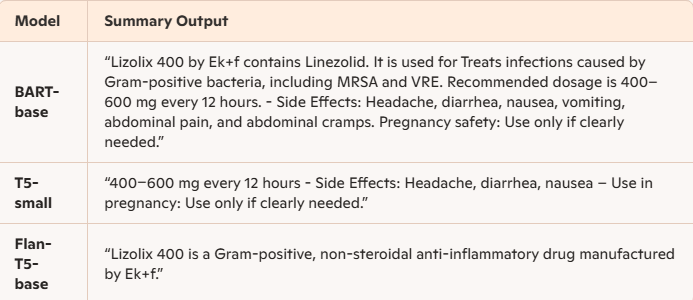 Model Summary Output
BART-
base
“Lizolix 400 by Ek+f contains Linezolid. It is used for Treats infections caused by
Gram-positive bacteria, including MRSA and VRE. Recommended dosage is 400–
600 mg every 12 hours. - Side Effects: Headache, diarrhea, nausea, vomiting,
abdominal pain, and abdominal cramps. Pregnancy safety: Use only if clearly
needed.”
T5-
small
“400–600 mg every 12 hours - Side Effects: Headache, diarrhea, nausea – Use in
pregnancy: Use only if clearly needed.”
Flan-
T5-
base
“Lizolix 400 is a Gram-positive, non-steroidal anti-inflammatory drug manufactured
by Ek+f.”